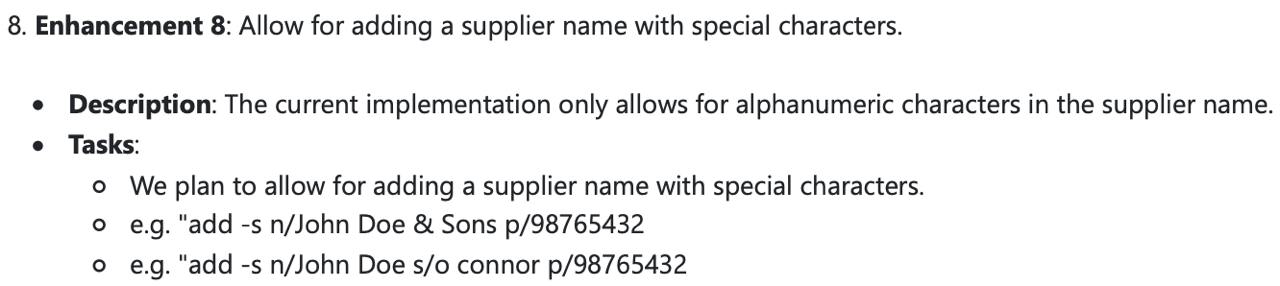 8. Enhancement 8: Allow for adding a supplier name with special characters.
• Description: The current implementation only allows for alphanumeric characters in the supplier name.
• Tasks:
○ We plan to allow for adding a supplier name with special characters.
○ e.g. "add -s n/John Doe & Sons p/98765432
○ e.g. "add -s n/John Doe s/o connor p/98765432